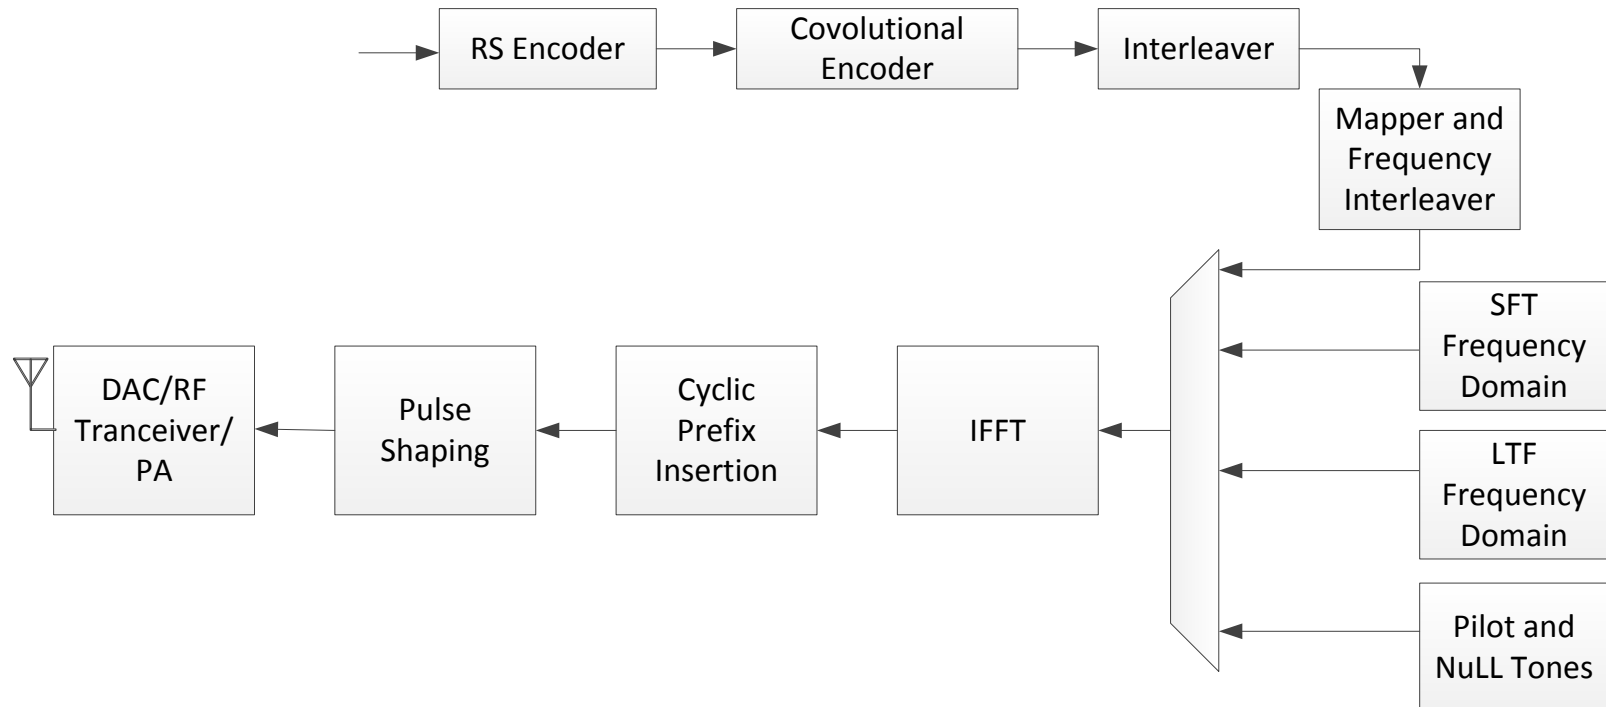 RS Encoder
Covolutional
Encoder
Interleaver
Mapper and
Frequency
Interleaver
SFT
Frequency
Domain
LTF
Frequency
Domain
Pilot and
NuLL Tones
IFFT
Cyclic
Prefix
Insertion
Pulse
Shaping
DAC/RF
Tranceiver/
PA